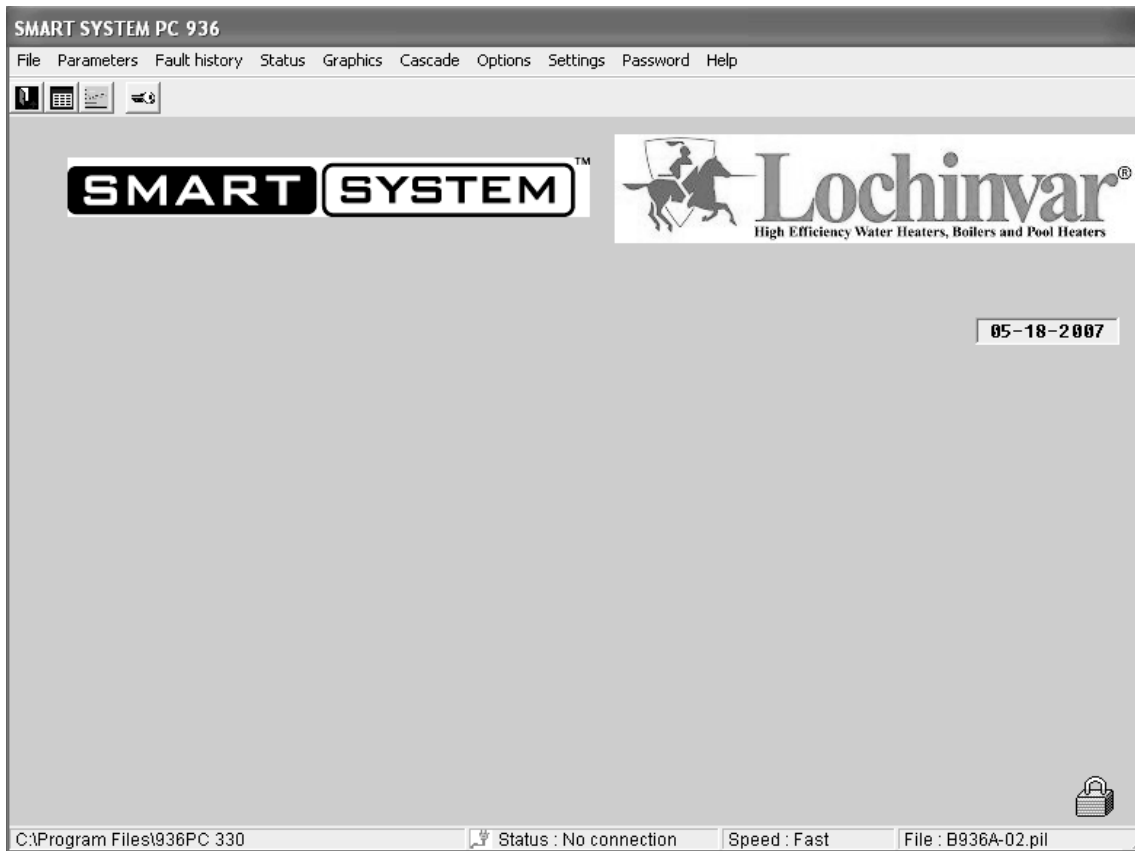 SMART SYSTEM PC 936
File Parameters Fault history Status Graphics Cascade Options Settings Password Help
SMART SYSTEM™
Lochinvar®
High Efficiency Water Heaters, Boilers and Pool Heaters
05-18-2007
C:\Program Files\936PC 330 Status : No connection Speed : Fast File : B936A-02.pil